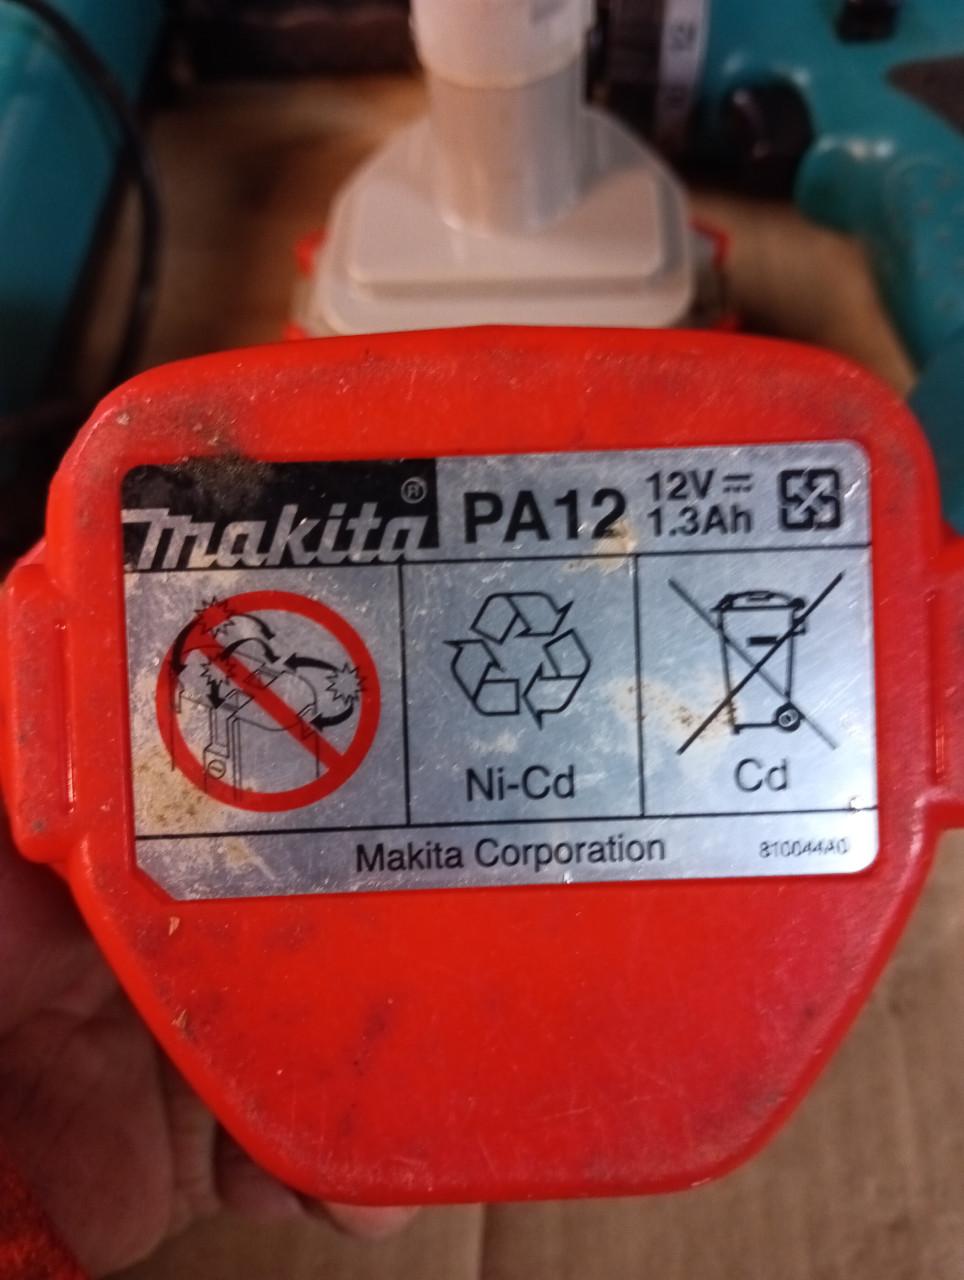 makita® PA12 12V⎓
1.3Ah
Ni-Cd
Cd
Makita Corporation